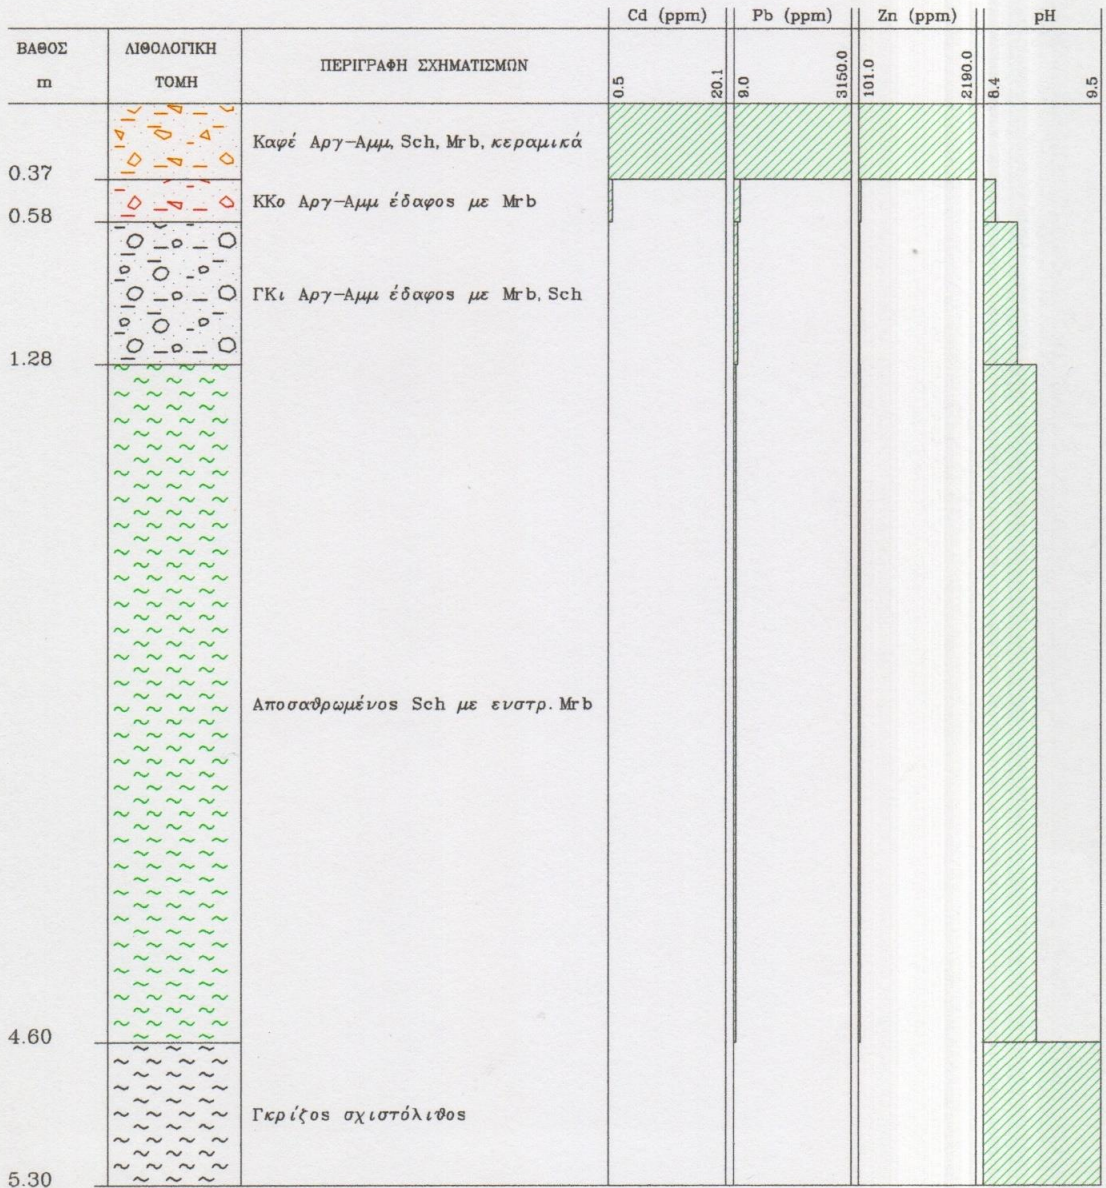 Cd (ppm) Pb (ppm) Zn (ppm) pH
ΒΑΘΟΣ m
ΛΙΘΟΛΟΓΙΚΗ ΤΟΜΗ
ΠΕΡΙΓΡΑΦΗ ΣΧΗΜΑΤΙΣΜΩΝ
0.5 20.1 9.0 3150.0 101.0 2190.0 8.4 9.5
Καφέ Αργ-Αμμ, Sch, Mrb, κεραμικά
0.37
ΚΚο Αργ-Αμμ έδαφος με Mrb
0.58
ΓΚι Αργ-Αμμ έδαφος με Mrb, Sch
1.28
Αποσαθρωμένος Sch με ενστρ. Mrb
4.60
Γκρίζος σχιστόλιθος
5.30